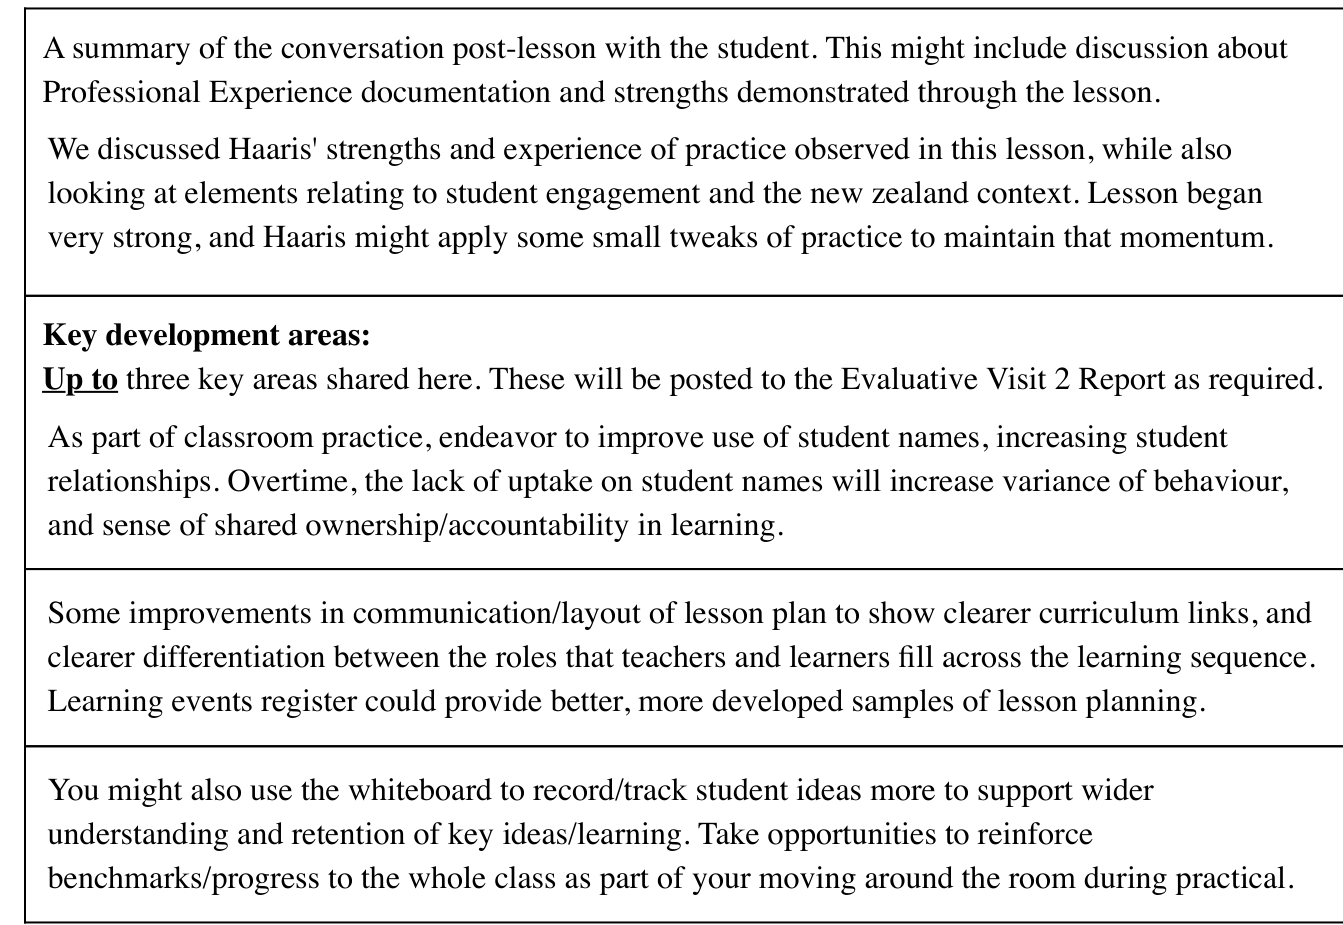 A summary of the conversation post-lesson with the student. This might include discussion about
Professional Experience documentation and strengths demonstrated through the lesson.
We discussed Haaris' strengths and experience of practice observed in this lesson, while also
looking at elements relating to student engagement and the new zealand context. Lesson began
very strong, and Haaris might apply some small tweaks of practice to maintain that momentum.
Key development areas:
Up to three key areas shared here. These will be posted to the Evaluative Visit 2 Report as required.
As part of classroom practice, endeavor to improve use of student names, increasing student
relationships. Overtime, the lack of uptake on student names will increase variance of behaviour,
and sense of shared ownership/accountability in learning.
Some improvements in communication/layout of lesson plan to show clearer curriculum links, and
clearer differentiation between the roles that teachers and learners fill across the learning sequence.
Learning events register could provide better, more developed samples of lesson planning.
You might also use the whiteboard to record/track student ideas more to support wider
understanding and retention of key ideas/learning. Take opportunities to reinforce
benchmarks/progress to the whole class as part of your moving around the room during practical.